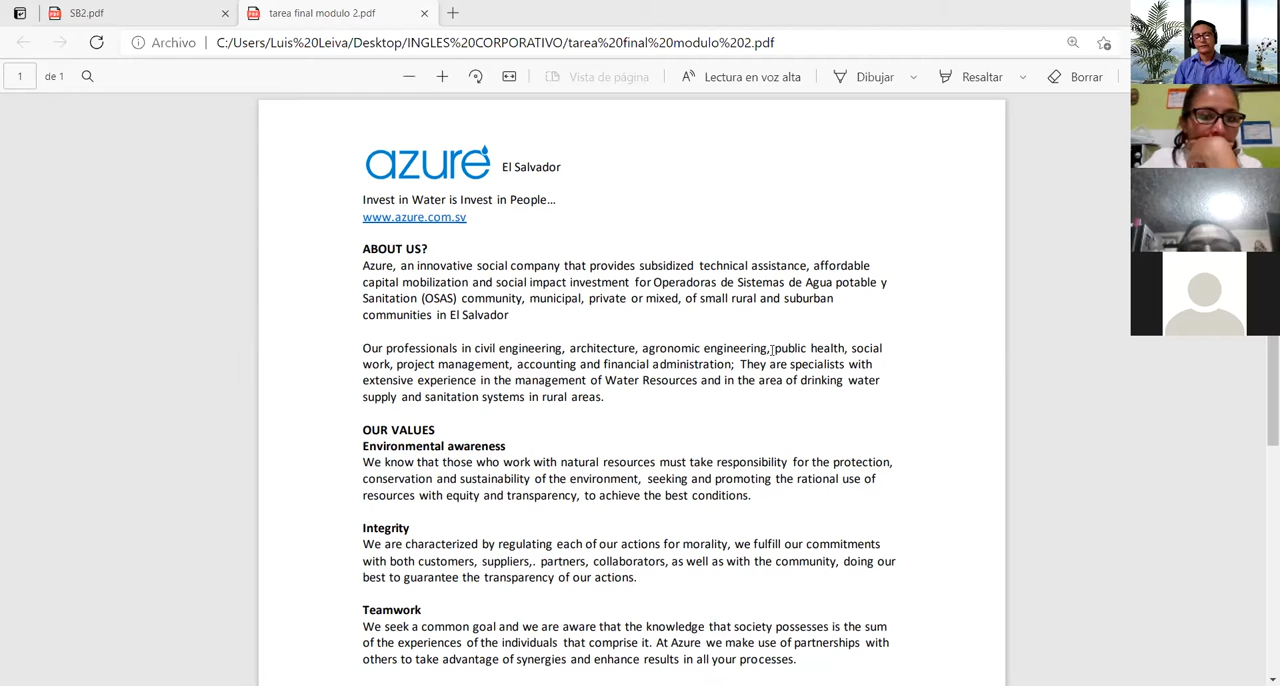 SB2.pdf
tarea final modulo 2.pdf
Archivo
C:/Users/Luis%20Leiva/Desktop/INGLES%20CORPORATIVO/tarea%20final%20modulo%202.pdf
1
de 1
Vista de página
Lectura en voz alta
Dibujar
Resaltar
Borrar
azure El Salvador
Invest in Water is Invest in People...
www.azure.com.sv
ABOUT US?
Azure, an innovative social company that provides subsidized technical assistance, affordable
capital mobilization and social impact investment for Operadoras de Sistemas de Agua potable y
Sanitation (OSAS) community, municipal, private or mixed, of small rural and suburban
communities in El Salvador
Our professionals in civil engineering, architecture, agronomic engineering, public health, social
work, project management, accounting and financial administration; They are specialists with
extensive experience in the management of Water Resources and in the area of drinking water
supply and sanitation systems in rural areas.
OUR VALUES
Environmental awareness
We know that those who work with natural resources must take responsibility for the protection,
conservation and sustainability of the environment, seeking and promoting the rational use of
resources with equity and transparency, to achieve the best conditions.
Integrity
We are characterized by regulating each of our actions for morality, we fulfill our commitments
with both customers, suppliers,. partners, collaborators, as well as with the community, doing our
best to guarantee the transparency of our actions.
Teamwork
We seek a common goal and we are aware that the knowledge that society possesses is the sum
of the experiences of the individuals that comprise it. At Azure we make use of partnerships with
others to take advantage of synergies and enhance results in all your processes.